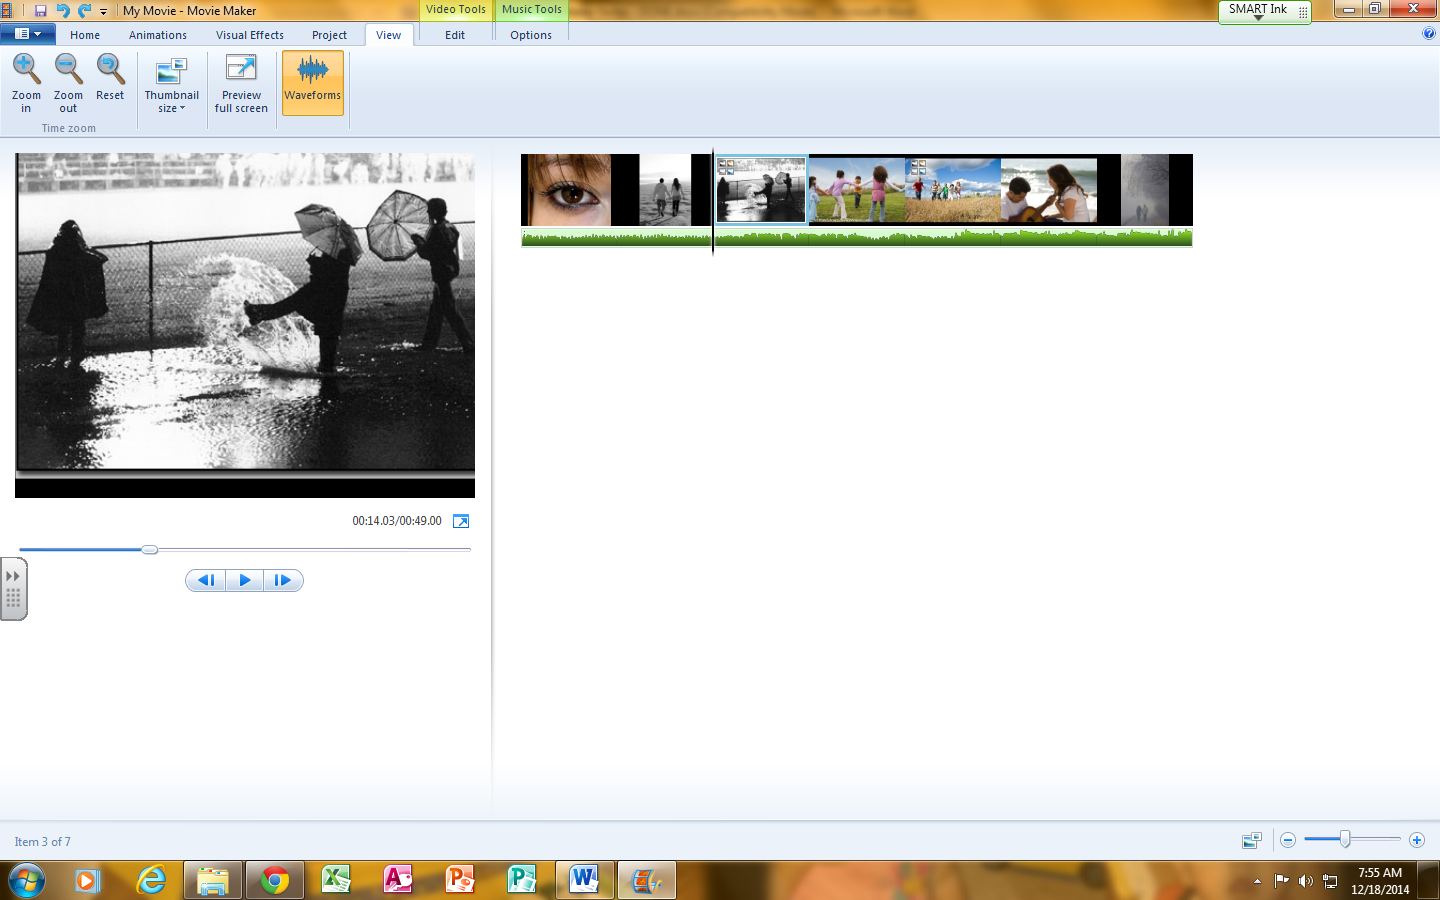 My Movie - Movie Maker
Video Tools
Music Tools
SMART Ink
Home
Animations
Visual Effects
Project
View
Edit
Options
Zoom in
Zoom out
Reset
Thumbnail size
Preview full screen
Waveforms
Time zoom
00:14.03/00:49.00
Item 3 of 7
7:55 AM
12/18/2014